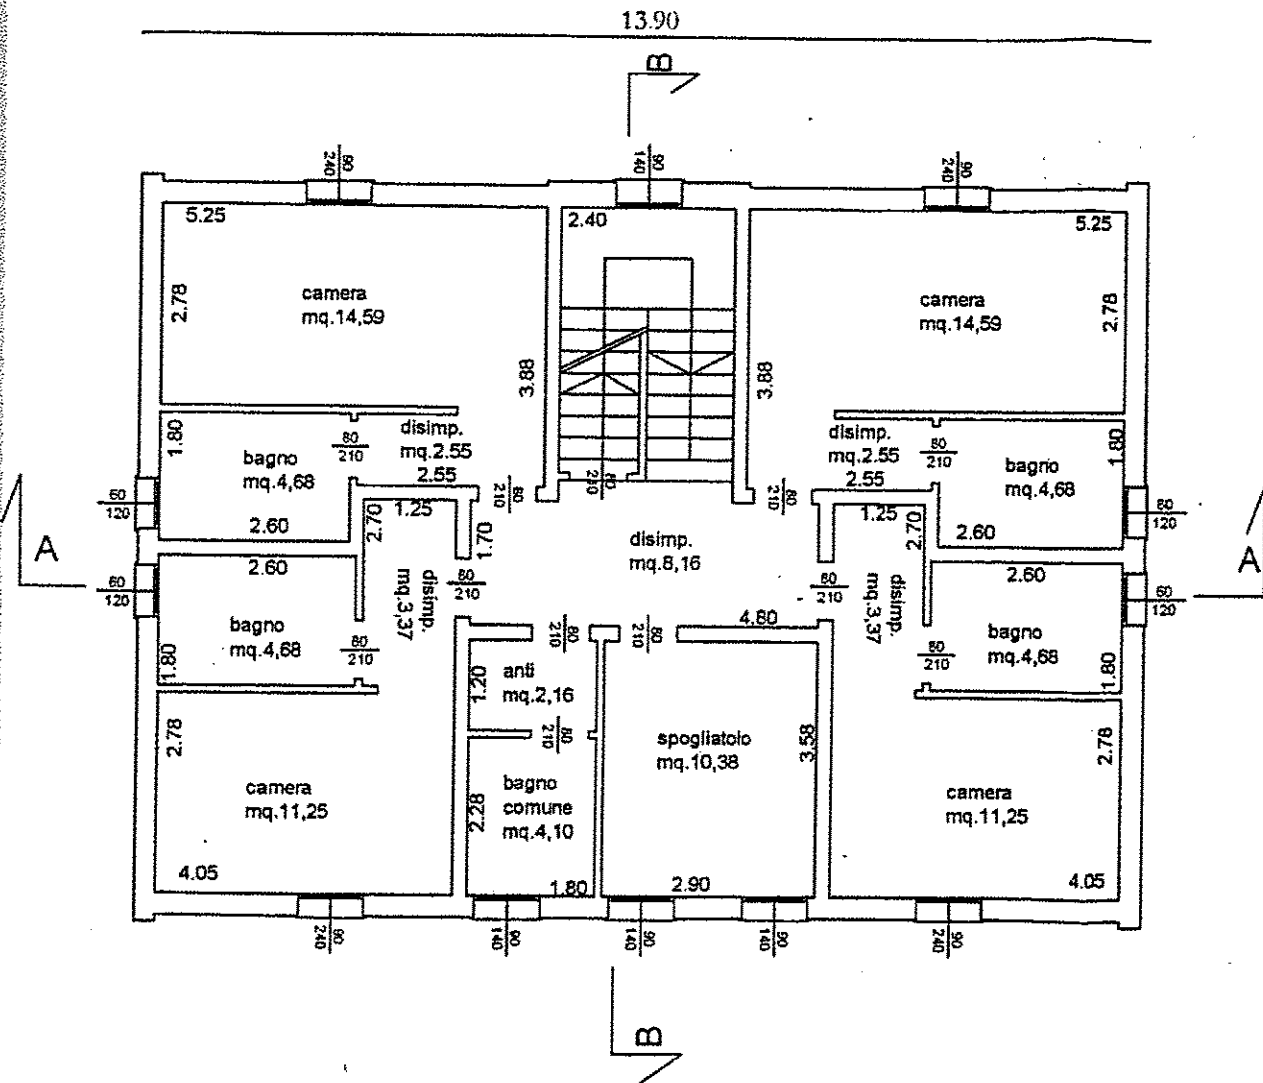 13.90
B
240 90
140 90
240 90
5.25
2.40
5.25
2.78
camera
mq.14,59
camera
mq.14,59
2.78
3.88
3.88
1.80
bagno
mq.4,68
80
210
disimp.
mq.2.55
2.55
disimp.
mq.2.55
2.55
80
210
bagno
mq.4,68
1.80
210 80
210 80
210 80
60
120
2.60
2.70
1.25
1.70
disimp.
mq.8,16
1.25
2.70
2.60
60
120
A
A
60
120
2.60
disimp.
mq.3,37
80
210
80
210
disimp.
mq.3,37
2.60
60
120
bagno
mq.4,68
1.80
80
210
210 80
210 80
4.80
80
210
bagno
mq.4,68
1.80
1.20
anti
mq.2,16
2.78
210 80
spogliatoio
mq.10,38
3.58
2.78
camera
mq.11,25
2.28
bagno
comune
mq.4,10
camera
mq.11,25
4.05
1.80
2.90
4.05
240 90
140 90
140 90
140 90
240 90
B